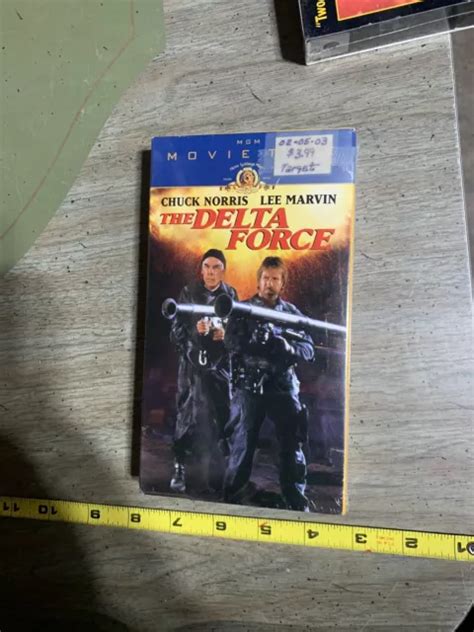 "Two
MGM
MOVIE T
02-05-03
$3.99
Target
CHUCK NORRIS LEE MARVIN
THE DELTA FORCE
10 9 8 7 6 5 4 3 2 1